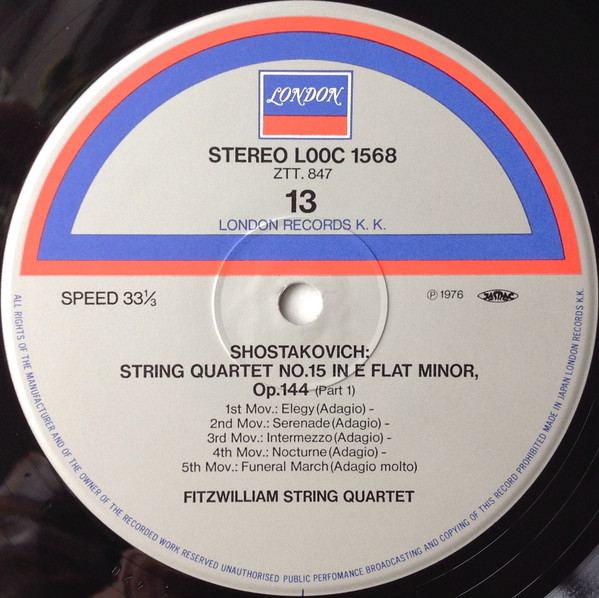 LONDON
STEREO L00C 1568
ZTT. 847
13
LONDON RECORDS K. K.
SPEED 33⅓
Ⓟ 1976 JASRAC
SHOSTAKOVICH:
STRING QUARTET NO.15 IN E FLAT MINOR,
Op.144 (Part 1)
1st Mov.: Elegy(Adagio) -
2nd Mov.: Serenade(Adagio) -
3rd Mov.: Intermezzo(Adagio) -
4th Mov.: Nocturne(Adagio) -
5th Mov.: Funeral March(Adagio molto)
FITZWILLIAM STRING QUARTET
ALL RIGHTS OF THE MANUFACTURER AND OF THE OWNER OF THE RECORDED WORK RESERVED UNAUTHORISED PUBLIC PERFOMANCE BROADCASTING AND COPYING OF THIS RECORD PROHIBITED MADE IN JAPAN LONDON RECORDS K.K.